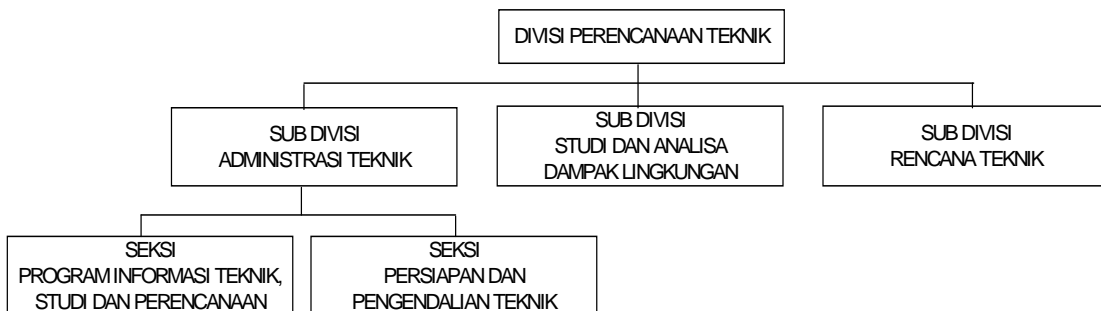 DIVISI PERENCANAAN TEKNIK
SUB DIVISI
ADMINISTRASI TEKNIK
SUB DIVISI
STUDI DAN ANALISA
DAMPAK LINGKUNGAN
SUB DIVISI
RENCANA TEKNIK
SEKSI
PROGRAM INFORMASI TEKNIK,
STUDI DAN PERENCANAAN
SEKSI
PERSIAPAN DAN
PENGENDALIAN TEKNIK